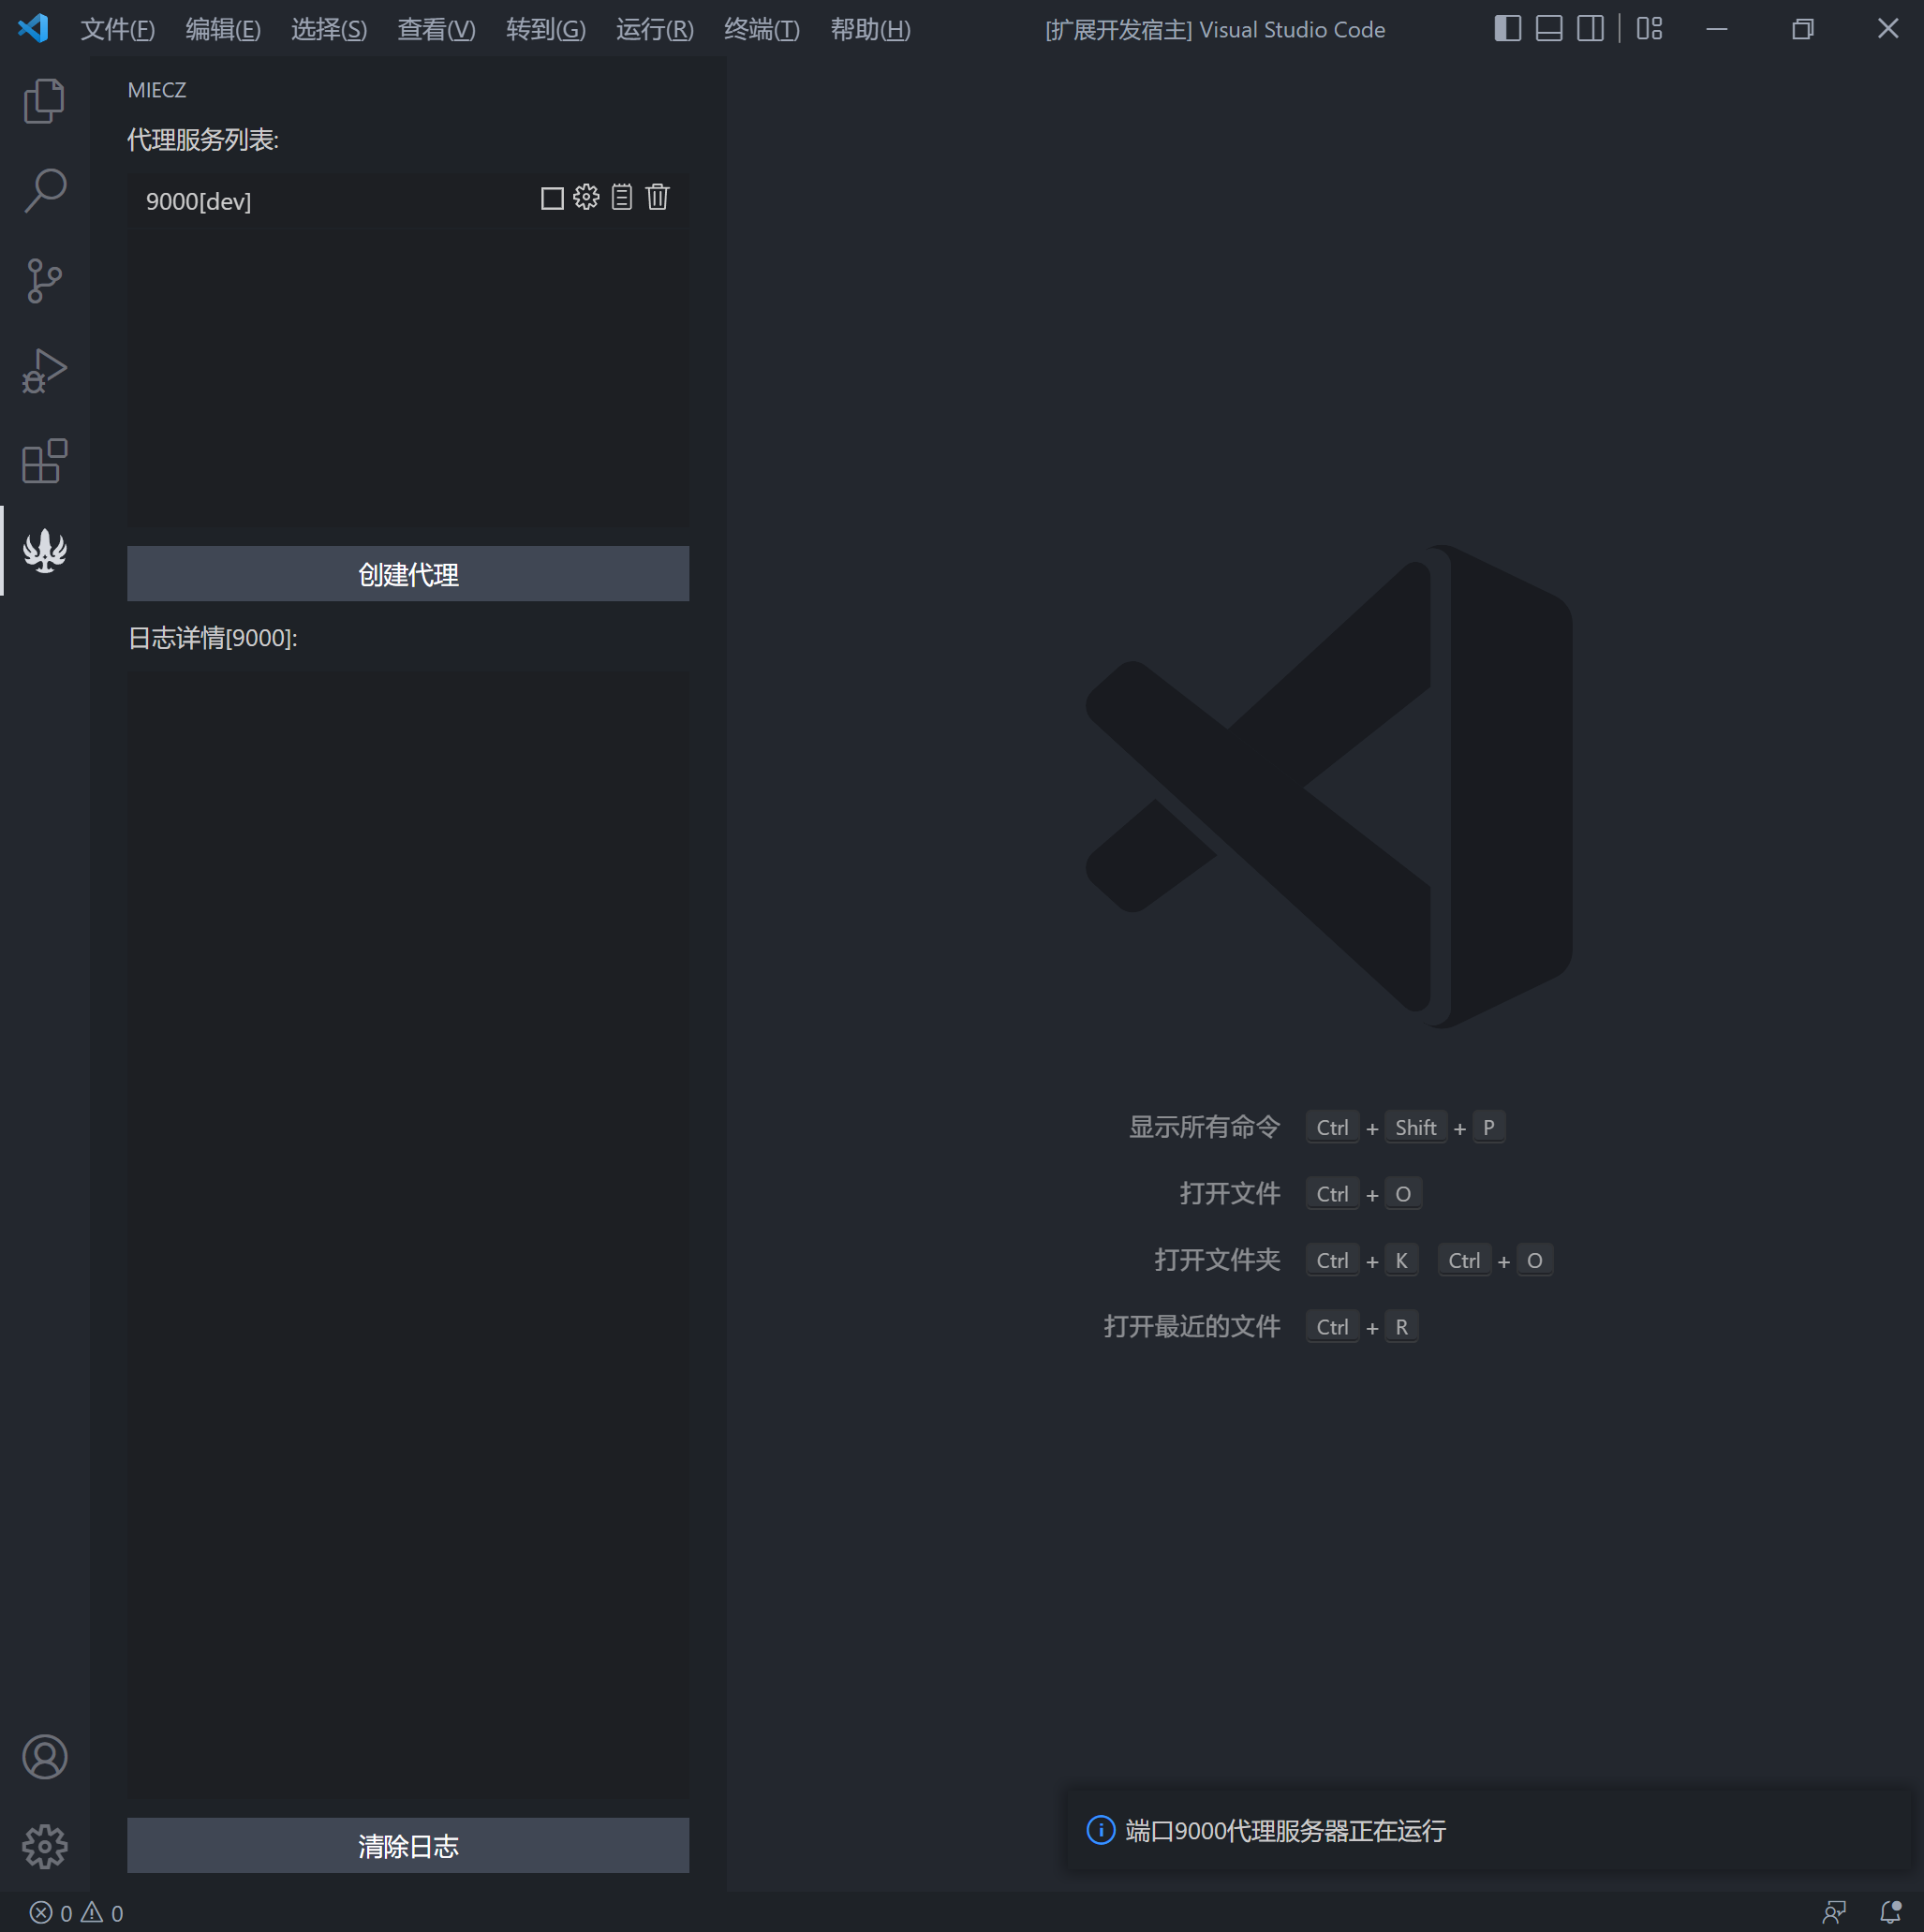 文件(F) 编辑(E) 选择(S) 查看(V) 转到(G) 运行(R) 终端(T) 帮助(H) [扩展开发宿主] Visual Studio Code
MIECZ
代理服务列表:
9000[dev]
创建代理
日志详情[9000]:
显示所有命令 Ctrl + Shift + P
打开文件 Ctrl + O
打开文件夹 Ctrl + K Ctrl + O
打开最近的文件 Ctrl + R
端口9000代理服务器正在运行
清除日志
0 0